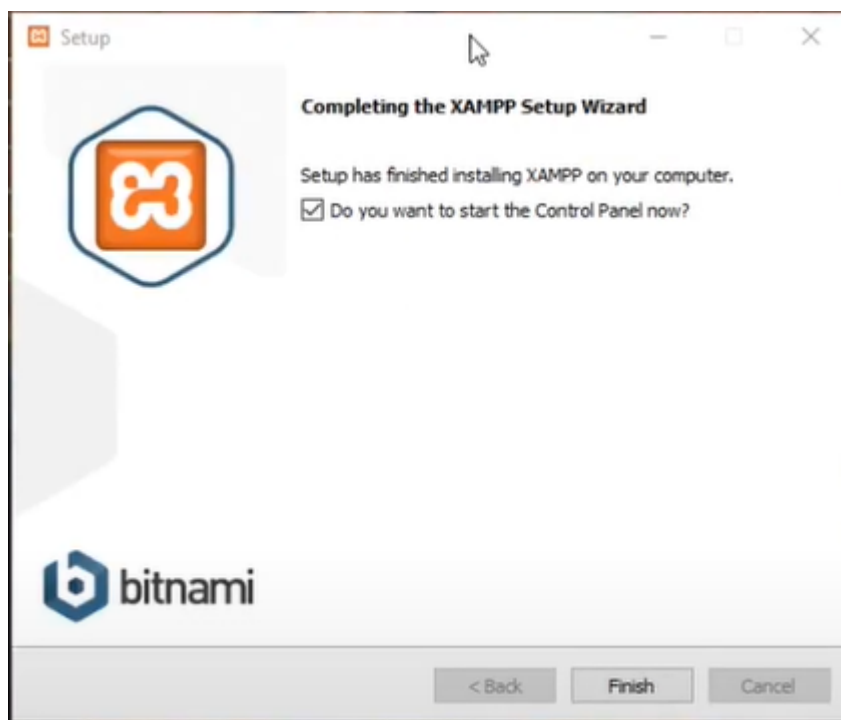 Setup
Completing the XAMPP Setup Wizard
Setup has finished installing XAMPP on your computer.
Do you want to start the Control Panel now?
bitnami
< Back
Finish
Cancel